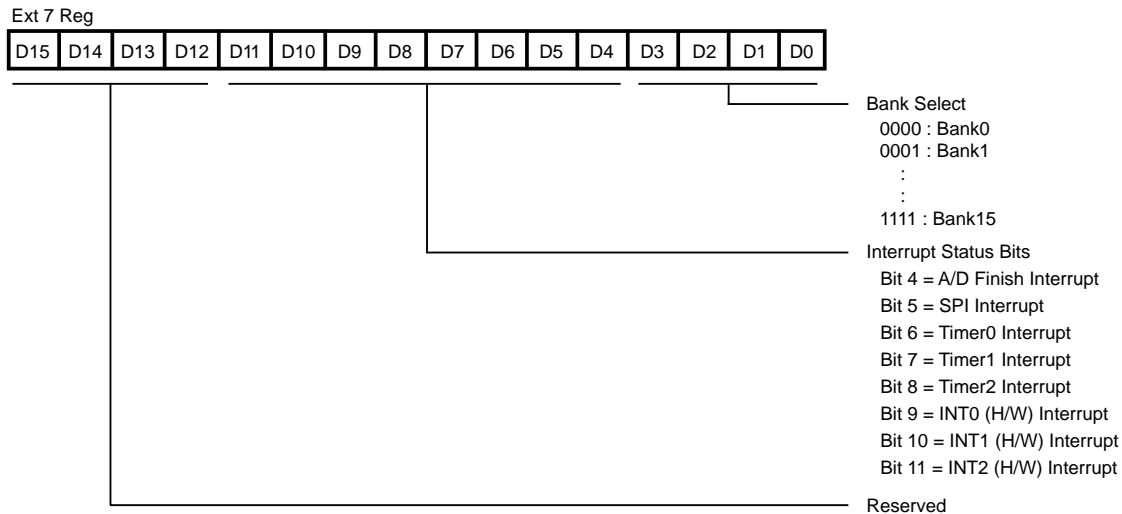 Ext 7 Reg
D15 D14 D13 D12 D11 D10 D9 D8 D7 D6 D5 D4 D3 D2 D1 D0
Bank Select
0000 : Bank0
0001 : Bank1
:
:
1111 : Bank15
Interrupt Status Bits
Bit 4 = A/D Finish Interrupt
Bit 5 = SPI Interrupt
Bit 6 = Timer0 Interrupt
Bit 7 = Timer1 Interrupt
Bit 8 = Timer2 Interrupt
Bit 9 = INT0 (H/W) Interrupt
Bit 10 = INT1 (H/W) Interrupt
Bit 11 = INT2 (H/W) Interrupt
Reserved